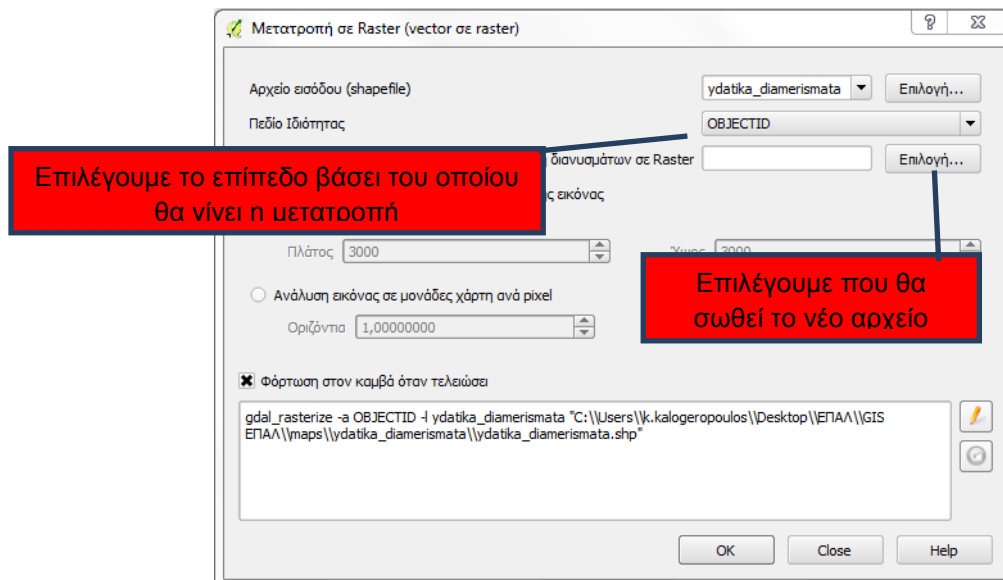 Μετατροπή σε Raster (vector σε raster)
Αρχείο εισόδου (shapefile) ydatika_diamerismata Επιλογή...
Πεδίο Ιδιότητας OBJECTID
διανυσμάτων σε Raster Επιλογή...
Επιλέγουμε το επίπεδο βάσει του οποίου
θα γίνει η μετατροπή
εικόνας
Πλάτος 3000 Ύψος 3000
Επιλέγουμε που θα
σωθεί το νέο αρχείο
Ανάλυση εικόνας σε μονάδες χάρτη ανά pixel
Οριζόντια 1,00000000
Φόρτωση στον καμβά όταν τελειώσει
gdal_rasterize -a OBJECTID -l ydatika_diamerismata "C:\\Users\\k.kalogeropoulos\\Desktop\\ΕΠΑΛ\\GIS
ΕΠΑΛ\\maps\\ydatika_diamerismata\\ydatika_diamerismata.shp"
OK Close Help